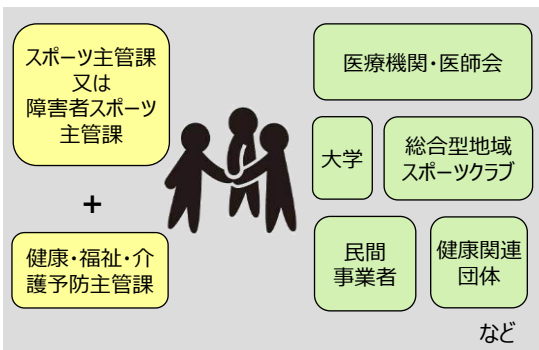 スポーツ主管課
又は
障害者スポーツ
主管課
+
健康・福祉・介
護予防主管課
医療機関・医師会
大学
総合型地域
スポーツクラブ
民間
事業者
健康関連
団体
など